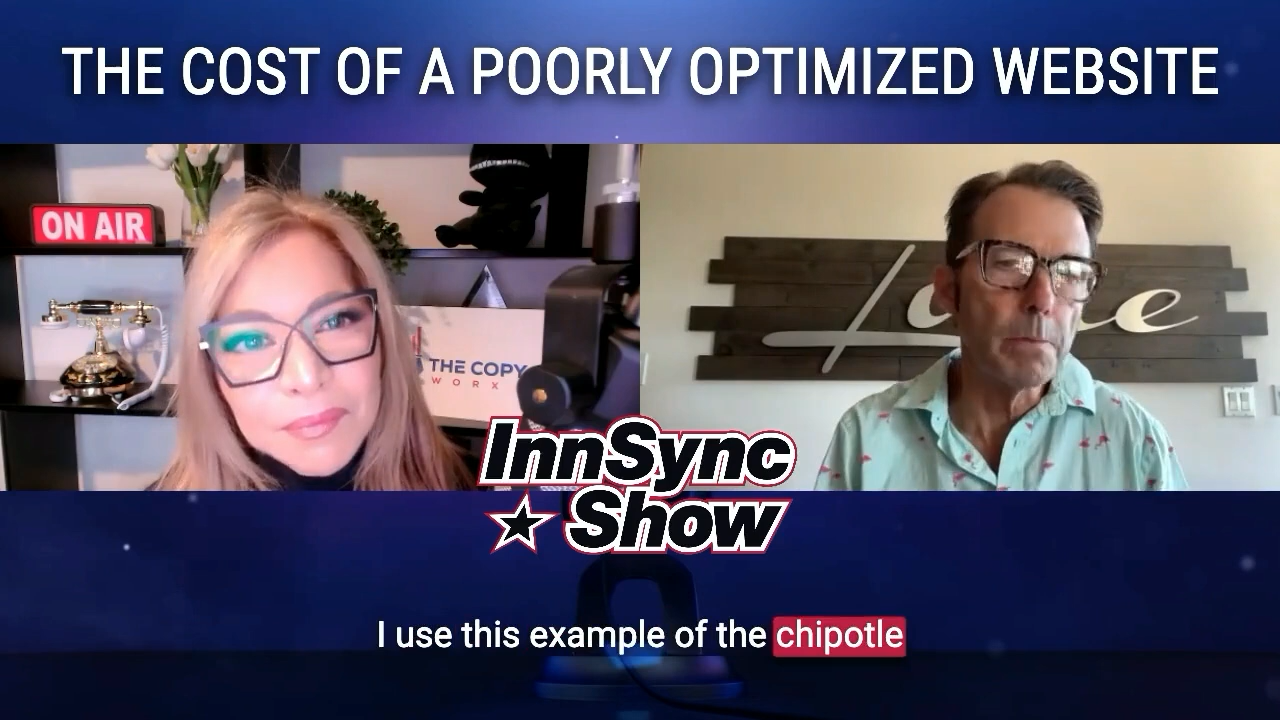 THE COST OF A POORLY OPTIMIZED WEBSITE
ON AIR
THE COPY
WORX
InnSync
Show
I use this example of the chipotle